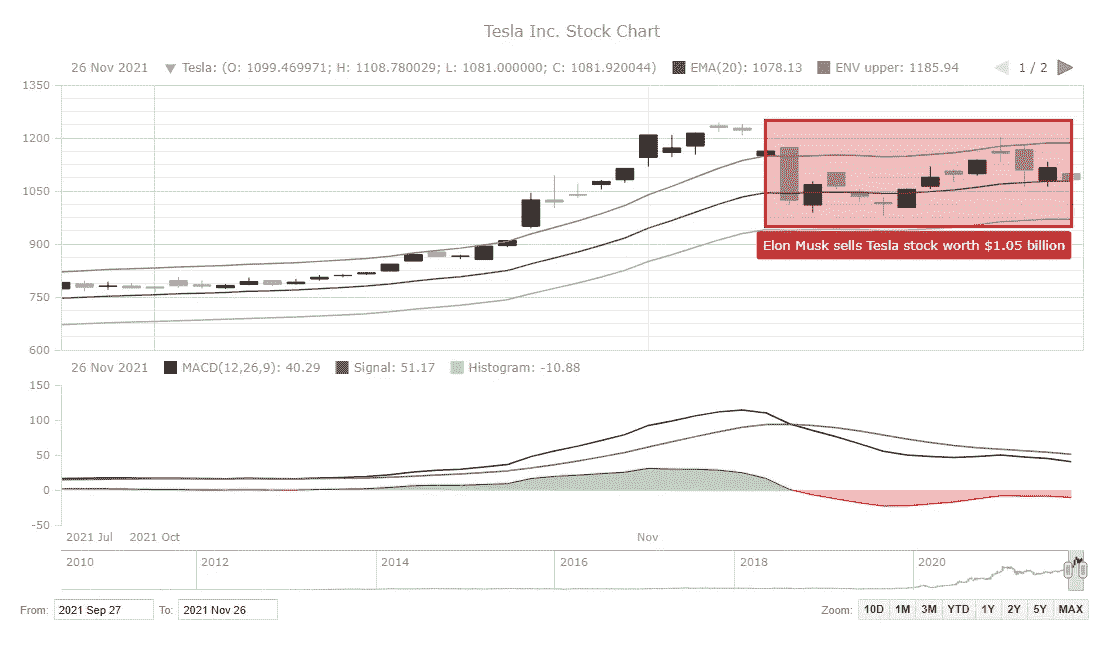 Tesla Inc. Stock Chart
26 Nov 2021 ▼ Tesla: (O: 1099.469971; H: 1108.780029; L: 1081.000000; C: 1081.920044) EMA(20): 1078.13 ENV upper: 1185.94 1 / 2
1350
1200
1050
900
750
600
Elon Musk sells Tesla stock worth $1.05 billion
26 Nov 2021 MACD(12,26,9): 40.29 Signal: 51.17 Histogram: -10.88
150
100
50
0
-50
2021 Jul 2021 Oct Nov
2010 2012 2014 2016 2018 2020
From: 2021 Sep 27 To: 2021 Nov 26 Zoom: 10D 1M 3M YTD 1Y 2Y 5Y MAX